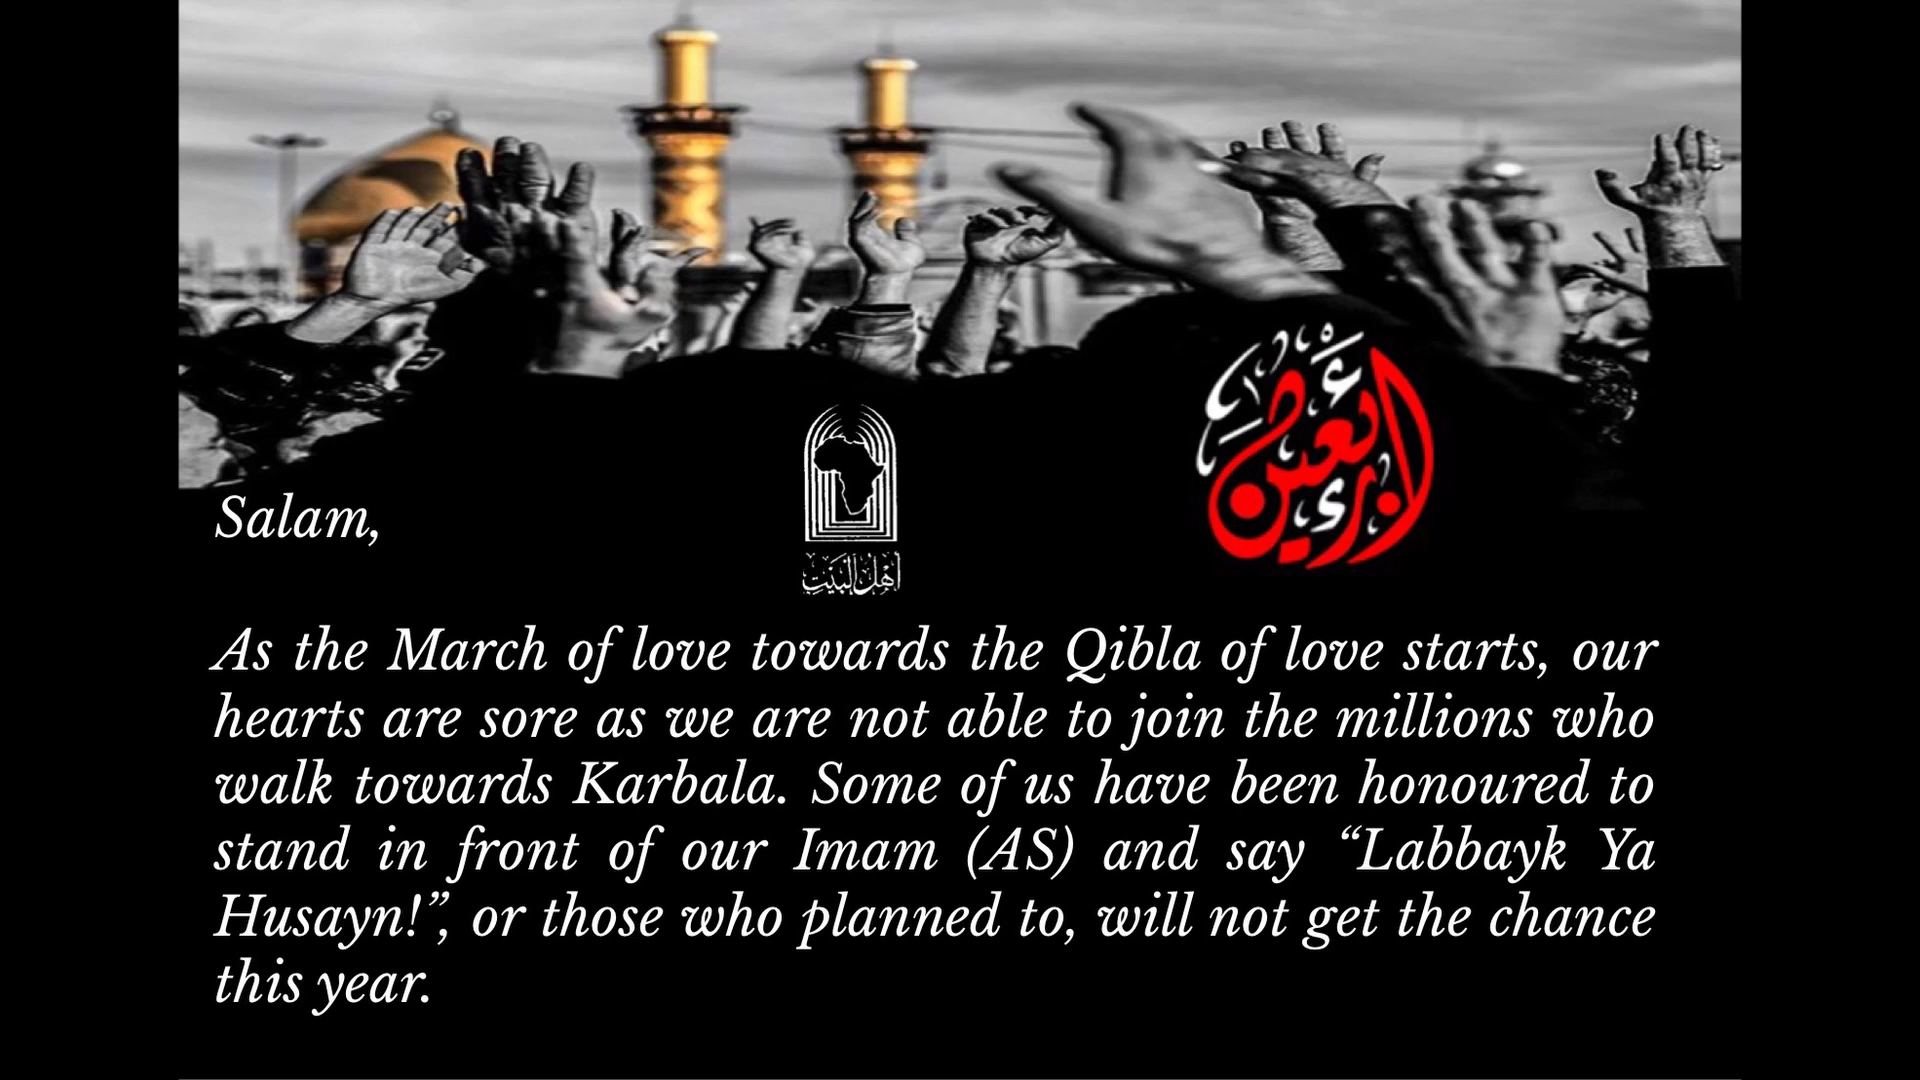 اربعین
Salam,
اهل البيت
As the March of love towards the Qibla of love starts, our
hearts are sore as we are not able to join the millions who
walk towards Karbala. Some of us have been honoured to
stand in front of our Imam (AS) and say “Labbayk Ya
Husayn!”, or those who planned to, will not get the chance
this year.